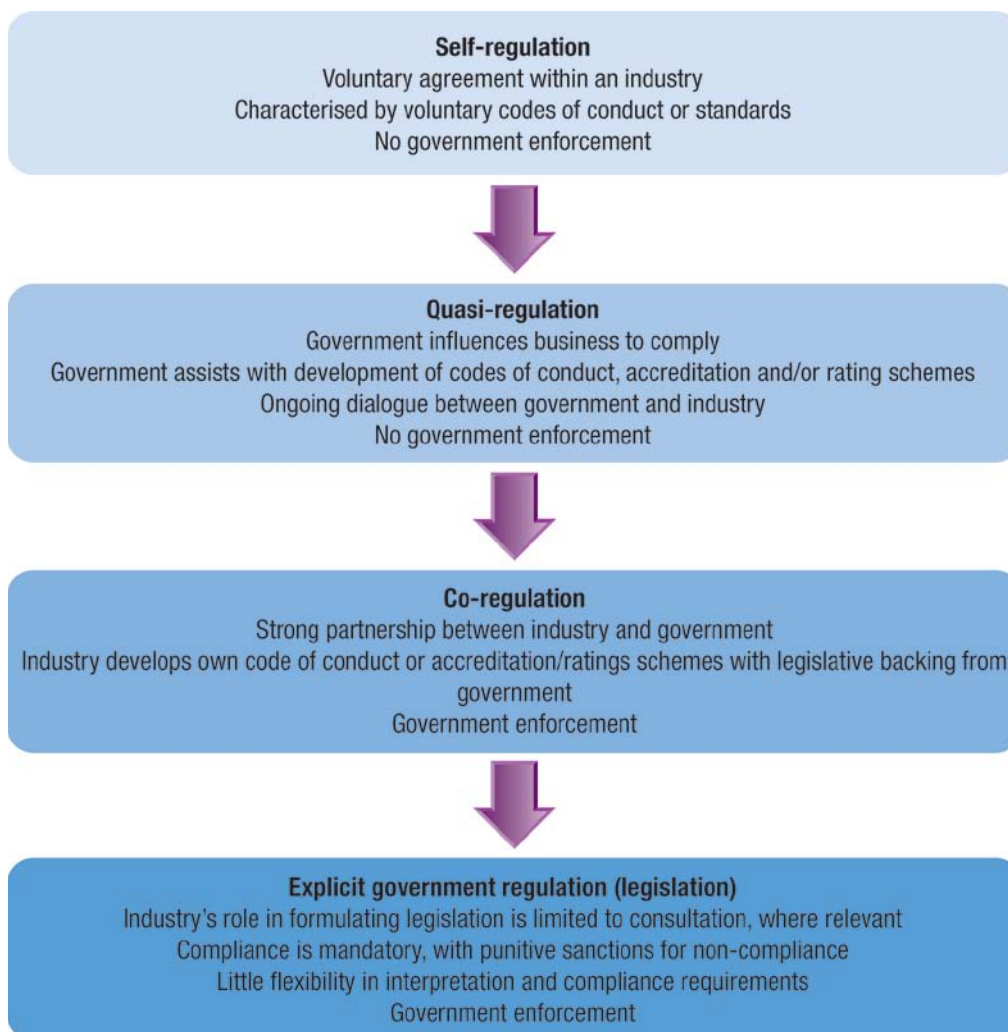 Self-regulation
Voluntary agreement within an industry
Characterised by voluntary codes of conduct or standards
No government enforcement
Quasi-regulation
Government influences business to comply
Government assists with development of codes of conduct, accreditation and/or rating schemes
Ongoing dialogue between government and industry
No government enforcement
Co-regulation
Strong partnership between industry and government
Industry develops own code of conduct or accreditation/ratings schemes with legislative backing from
government
Government enforcement
Explicit government regulation (legislation)
Industry's role in formulating legislation is limited to consultation, where relevant
Compliance is mandatory, with punitive sanctions for non-compliance
Little flexibility in interpretation and compliance requirements
Government enforcement